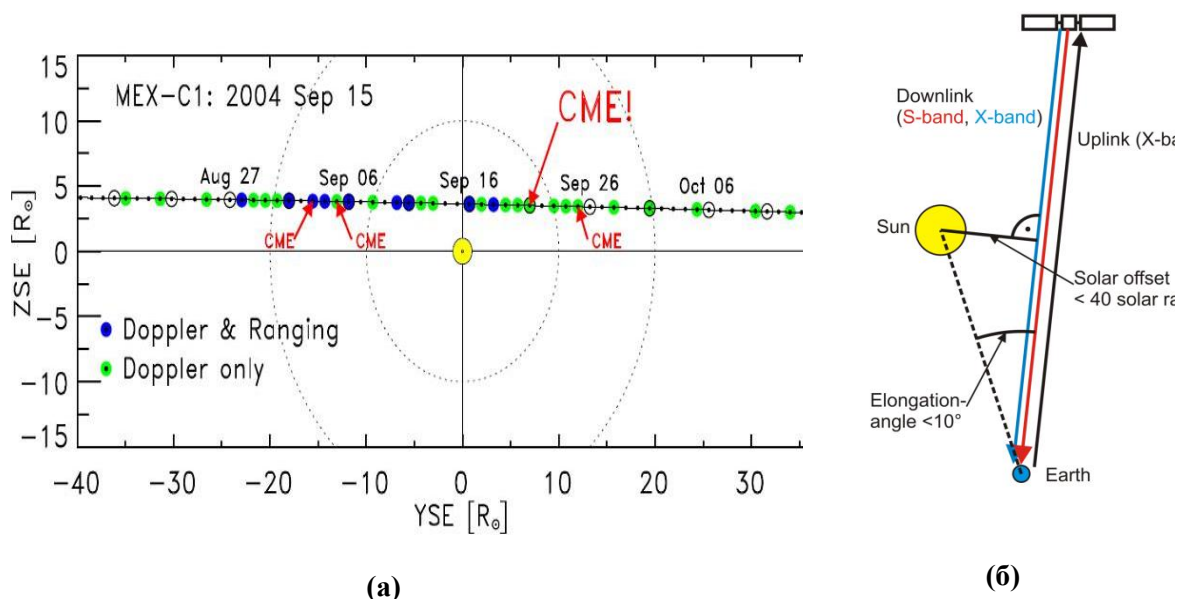 15
MEX-C1: 2004 Sep 15
CME!
10
Aug 27 Sep 06 Sep 16 Sep 26 Oct 06
5
CME CME CME
0
-5
Doppler & Ranging
Doppler only
-10
-15
-40 -30 -20 -10 0 10 20 30
YSE [R☉]
ZSE [R☉]
(а)
Downlink
(S-band, X-band)
Uplink (X-ba
Sun
Solar offset
< 40 solar ra
Elongation-
angle <10°
Earth
(б)